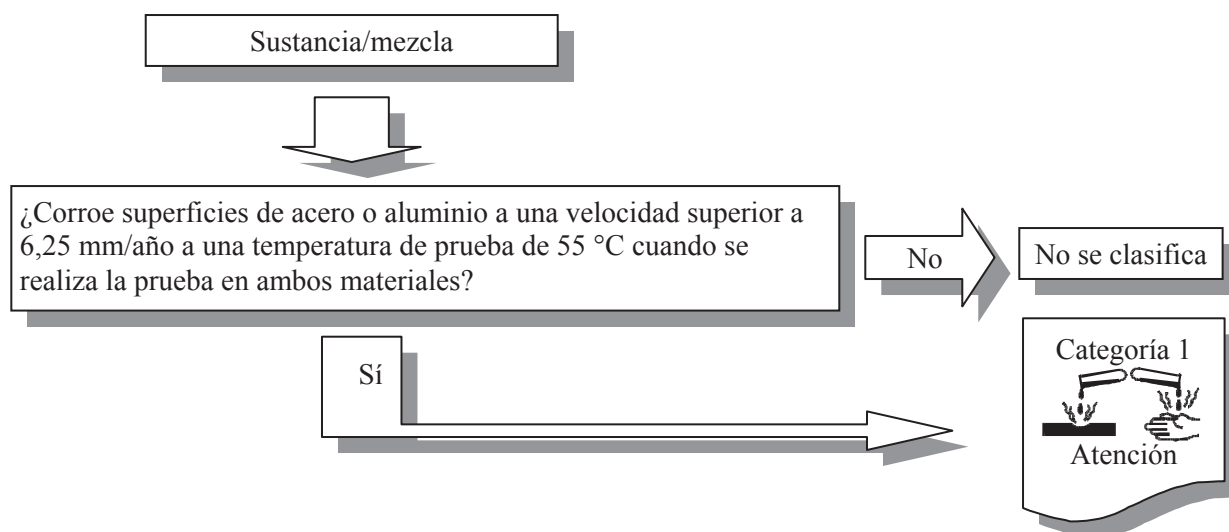 Sustancia/mezcla
¿Corroe superficies de acero o aluminio a una velocidad superior a
6,25 mm/año a una temperatura de prueba de 55 °C cuando se
realiza la prueba en ambos materiales?
No
No se clasifica
Sí
Categoría 1
Atención